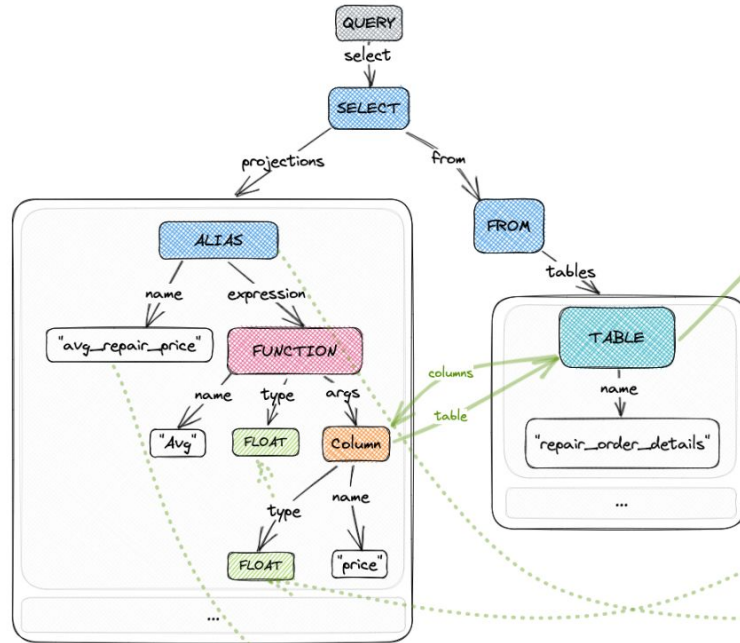 QUERY
select
SELECT
projections
from
ALIAS
FROM
name
expression
tables
"avg_repair_price"
FUNCTION
TABLE
columns
name
type
args
table
name
"Avg"
FLOAT
Column
"repair_order_details"
type
name
...
FLOAT
"price"
...